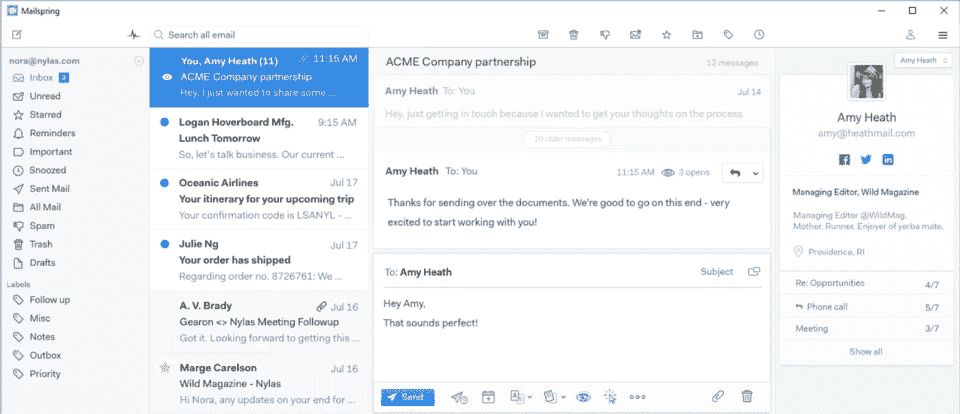 Mailspring
Search all email
nora@nylas.com
Inbox 3
Unread
Starred
Reminders
Important
Snoozed
Sent Mail
All Mail
Spam
Trash
Drafts
Labels
Follow up
Misc
Notes
Outbox
Priority
You, Amy Heath (11) 11:15 AM
ACME Company partnership
Hey, I just wanted to share some ...
Logan Hoverboard Mfg. 9:15 AM
Lunch Tomorrow
So, let's talk business. Our current ...
Oceanic Airlines Jul 17
Your itinerary for your upcoming trip
Your confirmation code is LSANYL - ...
Julie Ng Jul 17
Your order has shipped
Regarding order no. 8726761: We ...
A. V. Brady Jul 16
Gearon <> Nylas Meeting Followup
Got it. Looking forward to getting this ...
Marge Carelson Jul 16
Wild Magazine - Nylas
Hi Nora, any updates on your end for ...
ACME Company partnership 12 messages
Amy Heath To: You Jul 14
Hey, just getting in touch because I wanted to get your thoughts on the process
10 older messages
Amy Heath To: You 11:15 AM 3 opens
Thanks for sending over the documents. We're good to go on this end - very
excited to start working with you!
To: Amy Heath Subject
Hey Amy,
That sounds perfect!
Send
Amy Heath
Amy Heath
amy@heathmail.com
Managing Editor, Wild Magazine
Managing Editor @WildMag.
Mother. Runner. Enjoyer of yerba mate.
Providence, RI
Re: Opportunities 4/7
Phone call 5/7
Meeting 3/7
Show all